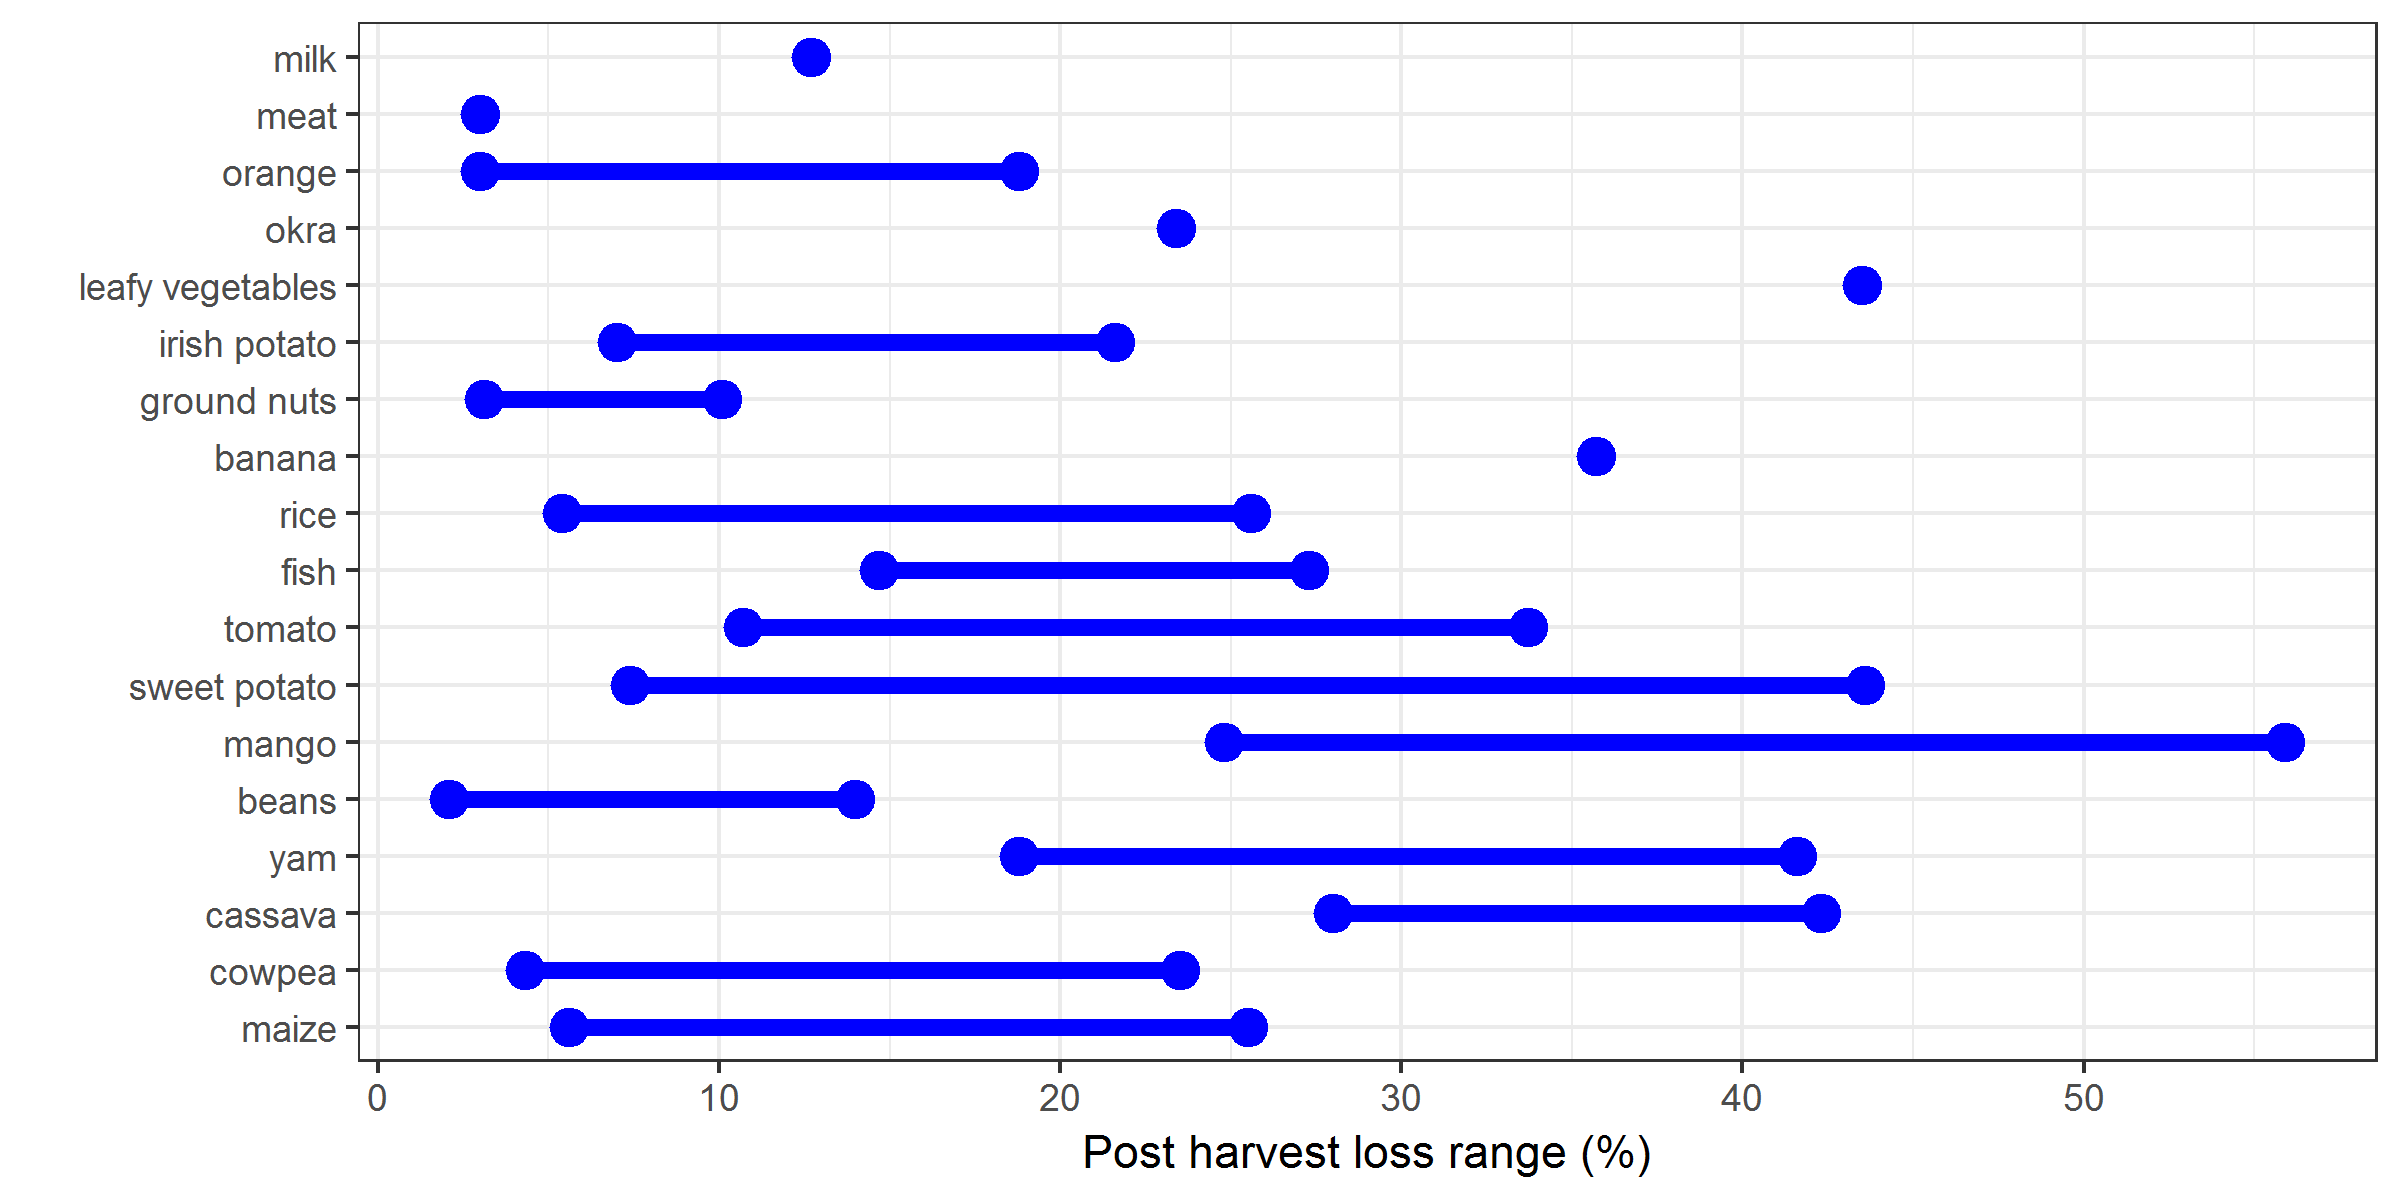 milk
meat
orange
okra
leafy vegetables
irish potato
ground nuts
banana
rice
fish
tomato
sweet potato
mango
beans
yam
cassava
cowpea
maize
0 10 20 30 40 50
Post harvest loss range (%)